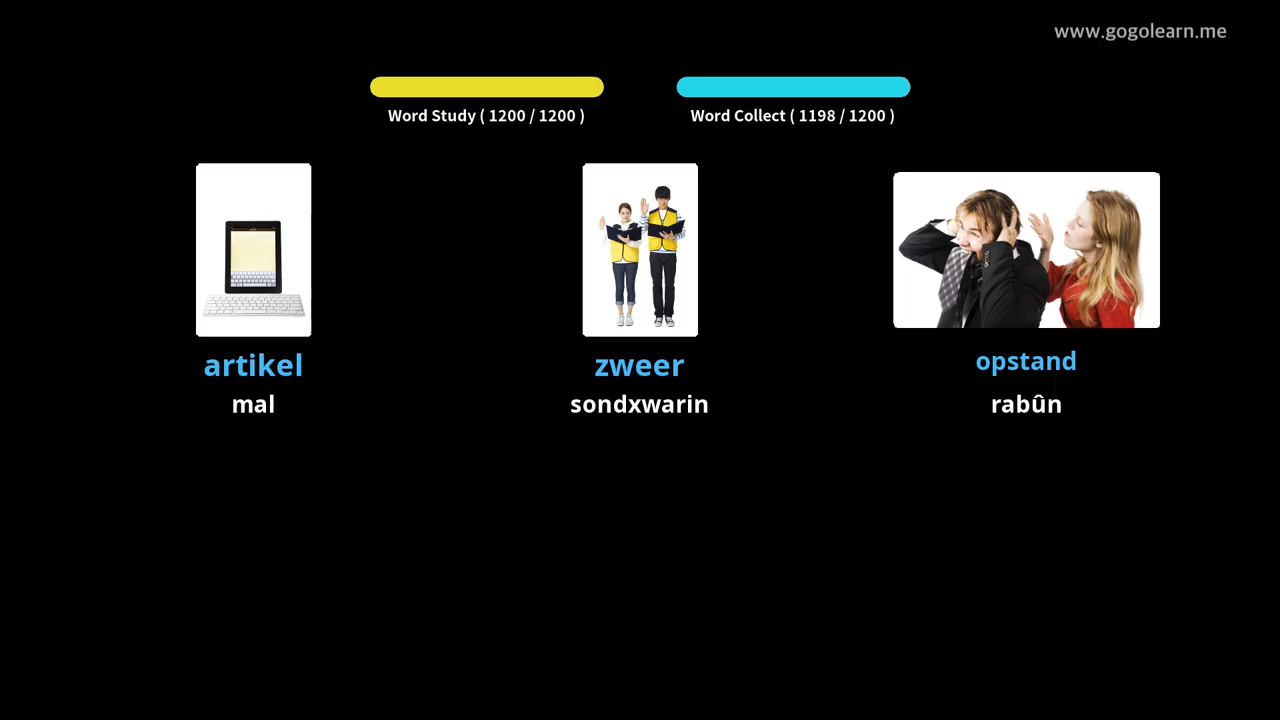 www.gogolearn.me
Word Study ( 1200 / 1200 )
Word Collect ( 1198 / 1200 )
artikel
mal
zweer
sondxwarin
opstand
rabûn